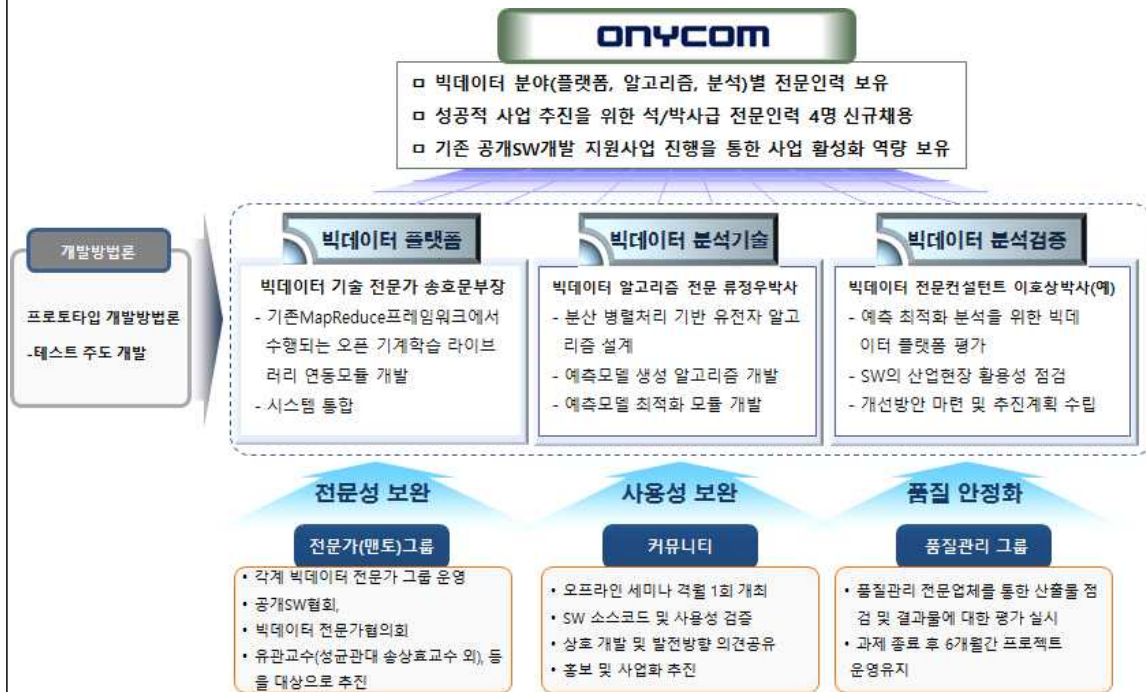 ONYCOM
ㅁ 빅데이터 분야(플랫폼, 알고리즘, 분석)별 전문인력 보유
ㅁ 성공적 사업 추진을 위한 석/박사급 전문인력 4명 신규채용
ㅁ 기존 공개SW개발 지원사업 진행을 통한 사업 활성화 역량 보유
개발방법론
프로토타입 개발방법론
-테스트 주도 개발
빅데이터 플랫폼
빅데이터 기술 전문가 송호문부장
- 기존MapReduce프레임워크에서
수행되는 오픈 기계학습 라이브
러리 연동모듈 개발
- 시스템 통합
빅데이터 분석기술
빅데이터 알고리즘 전문 류정우박사
- 분산 병렬처리 기반 유전자 알고
리즘 설계
- 예측모델 생성 알고리즘 개발
- 예측모델 최적화 모듈 개발
빅데이터 분석검증
빅데이터 전문컨설턴트 이호상박사(예)
- 예측 최적화 분석을 위한 빅데
이터 플랫폼 평가
- SW의 산업현장 활용성 점검
- 개선방안 마련 및 추진계획 수립
전문성 보완
전문가(맨토)그룹
• 각계 빅데이터 전문가 그룹 운영
• 공개SW협회,
• 빅데이터 전문가협의회
• 유관교수(성균관대 송상효교수 외), 등
을 대상으로 추진
사용성 보완
커뮤니티
• 오프라인 세미나 격월 1회 개최
• SW 소스코드 및 사용성 검증
• 상호 개발 및 발전방향 의견공유
• 홍보 및 사업화 추진
품질 안정화
품질관리 그룹
• 품질관리 전문업체를 통한 산출물 점
검 및 결과물에 대한 평가 실시
• 과제 종료 후 6개월간 프로젝트
운영유지